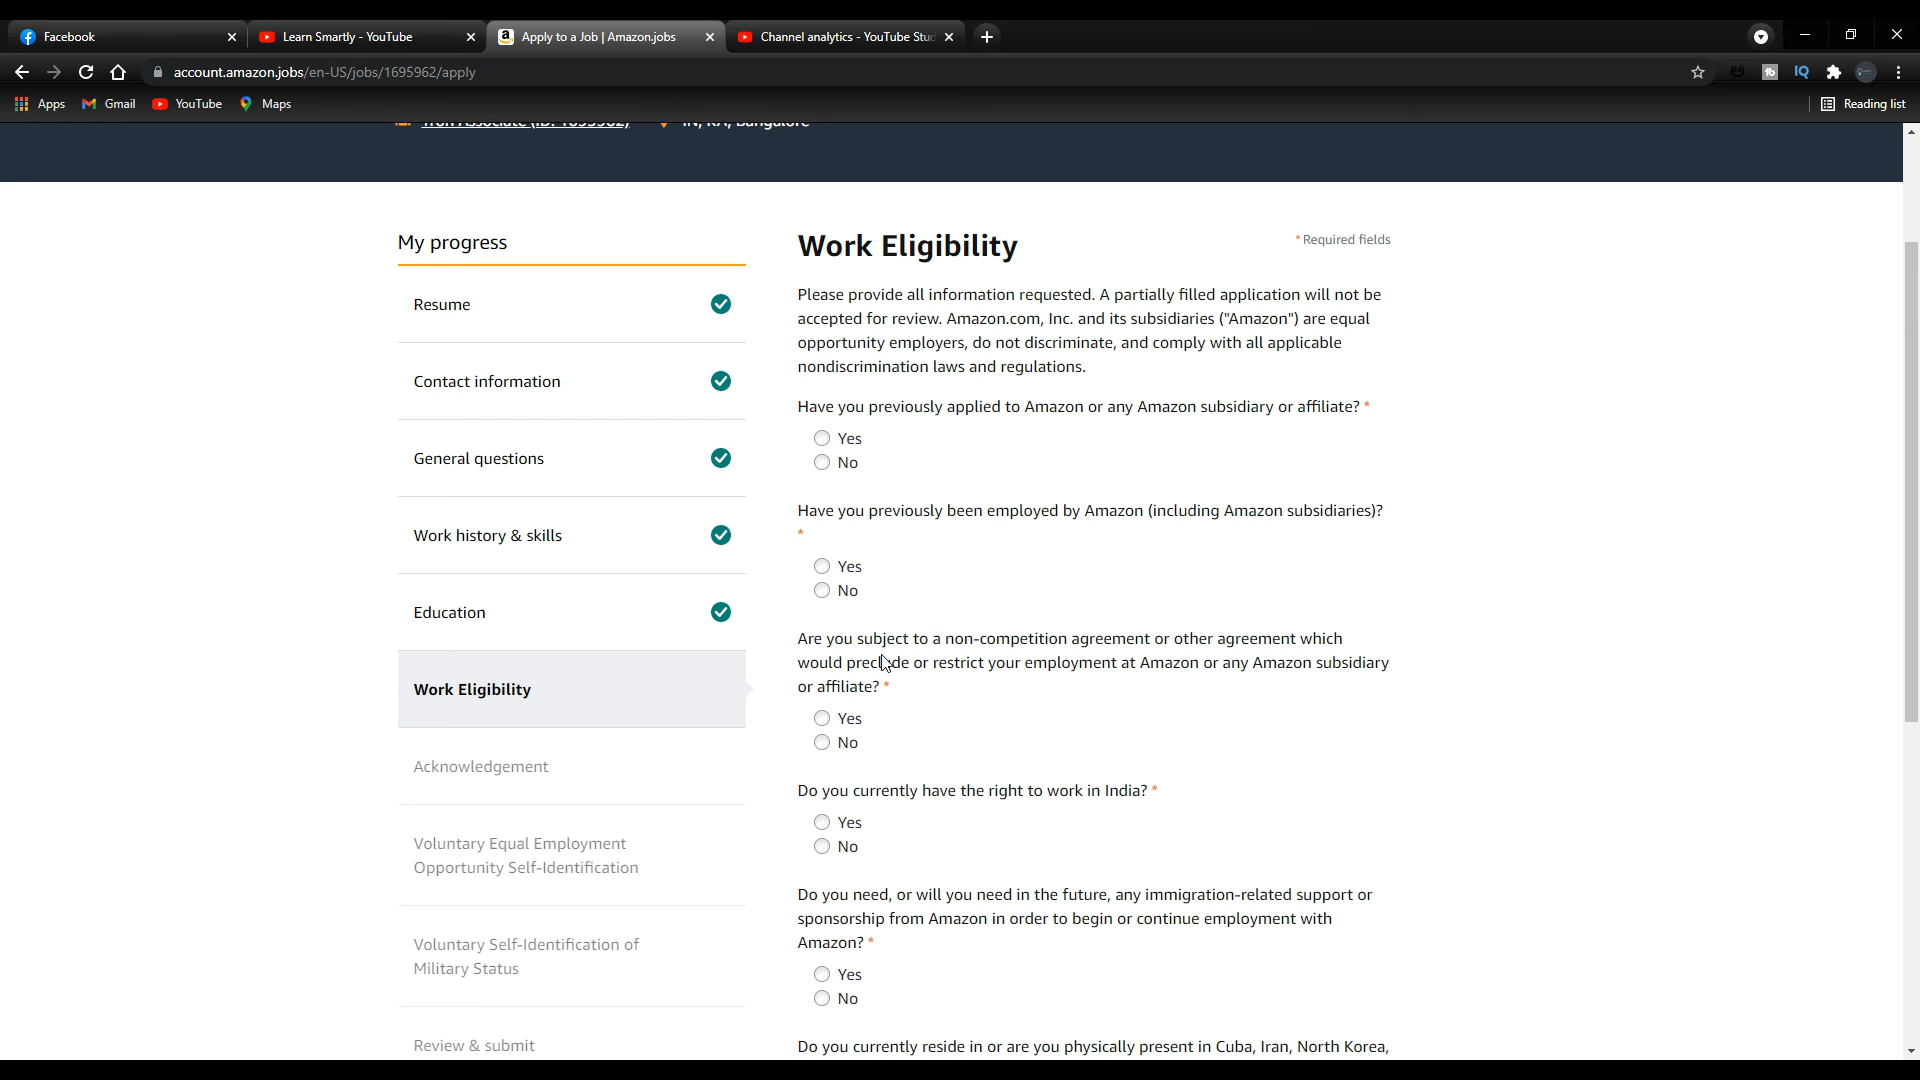 Facebook
Learn Smartly - YouTube
Apply to a Job | Amazon.jobs
Channel analytics - YouTube Stu
account.amazon.jobs/en-US/jobs/1695962/apply
Apps
Gmail
YouTube
Maps
Reading list
Associate (ID: 1695962)
IN, KA, Bangalore
My progress
Resume
Contact information
General questions
Work history & skills
Education
Work Eligibility
Acknowledgement
Voluntary Equal Employment
Opportunity Self-Identification
Voluntary Self-Identification of
Military Status
Review & submit
Work Eligibility
* Required fields
Please provide all information requested. A partially filled application will not be
accepted for review. Amazon.com, Inc. and its subsidiaries ("Amazon") are equal
opportunity employers, do not discriminate, and comply with all applicable
nondiscrimination laws and regulations.
Have you previously applied to Amazon or any Amazon subsidiary or affiliate? *
Yes
No
Have you previously been employed by Amazon (including Amazon subsidiaries)?
*
Yes
No
Are you subject to a non-competition agreement or other agreement which
would preclude or restrict your employment at Amazon or any Amazon subsidiary
or affiliate? *
Yes
No
Do you currently have the right to work in India? *
Yes
No
Do you need, or will you need in the future, any immigration-related support or
sponsorship from Amazon in order to begin or continue employment with
Amazon? *
Yes
No
Do you currently reside in or are you physically present in Cuba, Iran, North Korea,